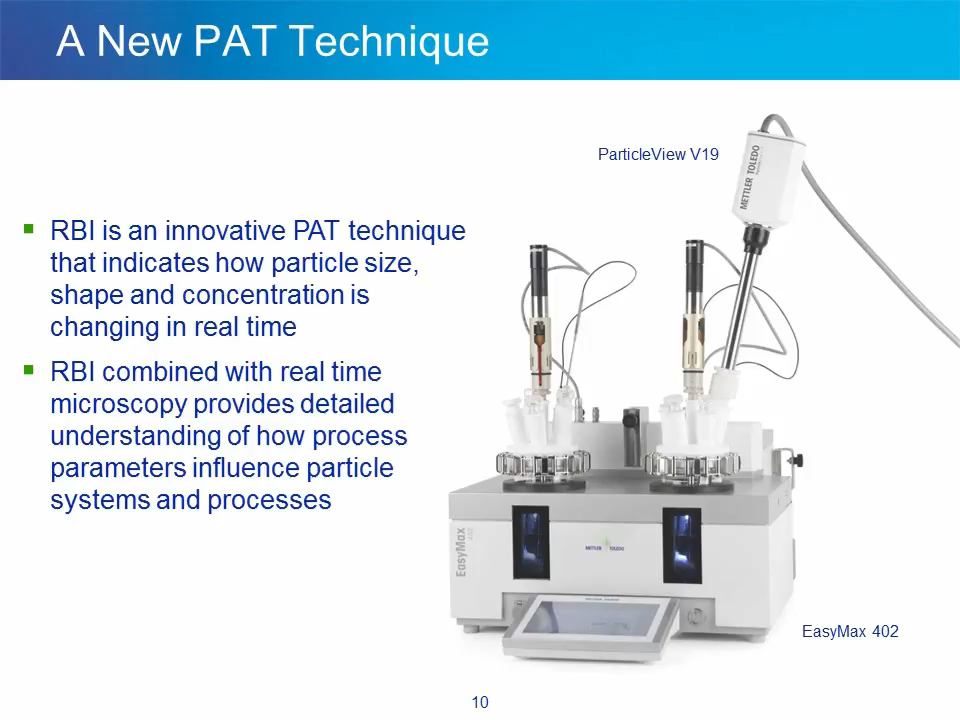 A New PAT Technique
ParticleView V19
METTLER TOLEDO
RBI is an innovative PAT technique
that indicates how particle size,
shape and concentration is
changing in real time
RBI combined with real time
microscopy provides detailed
understanding of how process
parameters influence particle
systems and processes
EasyMax
402
METTLER TOLEDO
EasyMax 402
10